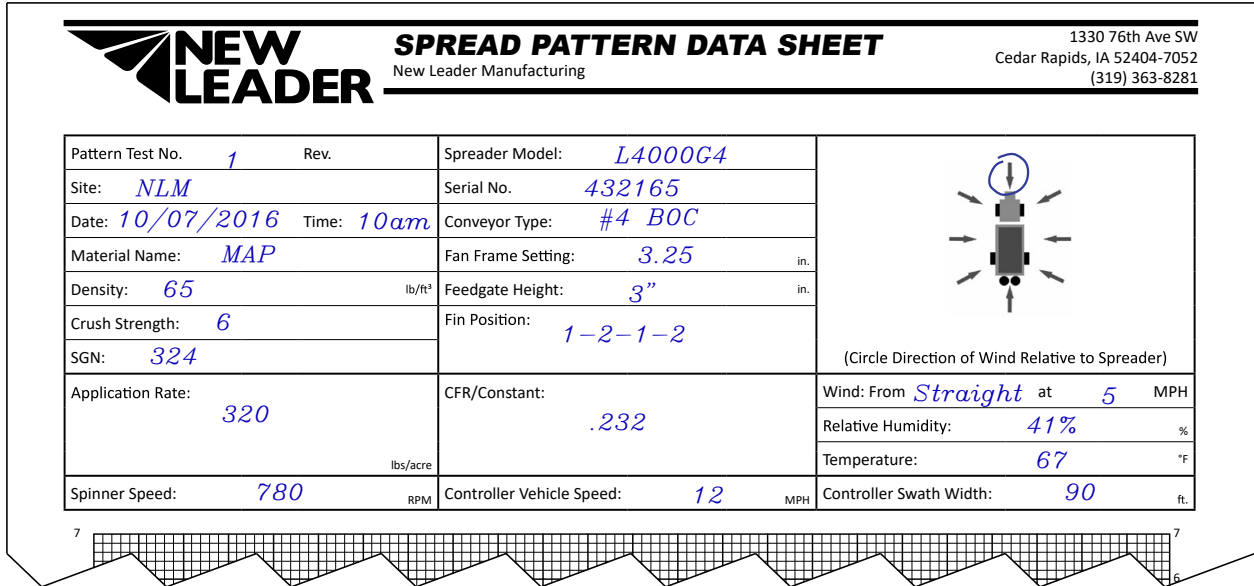 NEW LEADER
SPREAD PATTERN DATA SHEET
New Leader Manufacturing
1330 76th Ave SW
Cedar Rapids, IA 52404-7052
(319) 363-8281
Pattern Test No. 1 Rev.
Site: NLM
Date: 10/07/2016 Time: 10am
Material Name: MAP
Density: 65 lb/ft³
Crush Strength: 6
SGN: 324
Spreader Model: L4000G4
Serial No. 432165
Conveyor Type: #4 BOC
Fan Frame Setting: 3.25 in.
Feedgate Height: 3" in.
Fin Position: 1-2-1-2
(Circle Direction of Wind Relative to Spreader)
Application Rate: 320 lbs/acre
CFR/Constant: .232
Wind: From Straight at 5 MPH
Relative Humidity: 41% %
Temperature: 67 °F
Spinner Speed: 780 RPM
Controller Vehicle Speed: 12 MPH
Controller Swath Width: 90 ft.
7 7
6